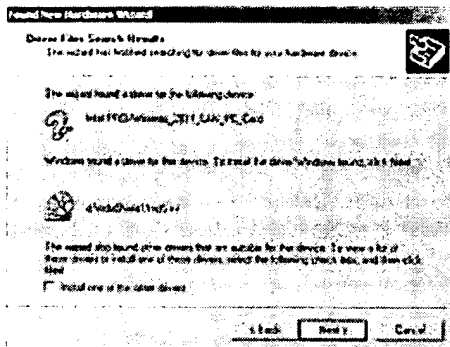 Found New Hardware Wizard
Driver Files Search Results
The wizard has finished searching for driver files for your hardware device.
The wizard found a driver for the following device:
Intel PRO/Wireless_2011_LAN_PC_Card
Windows found a driver for this device. To install the driver Windows found, click Next.
The wizard also found other drivers that are suitable for this device. To view a list of
these drivers or install one of these drivers, select the following check box, and then click
Next.
Install one of the other drivers
< Back
Next >
Cancel